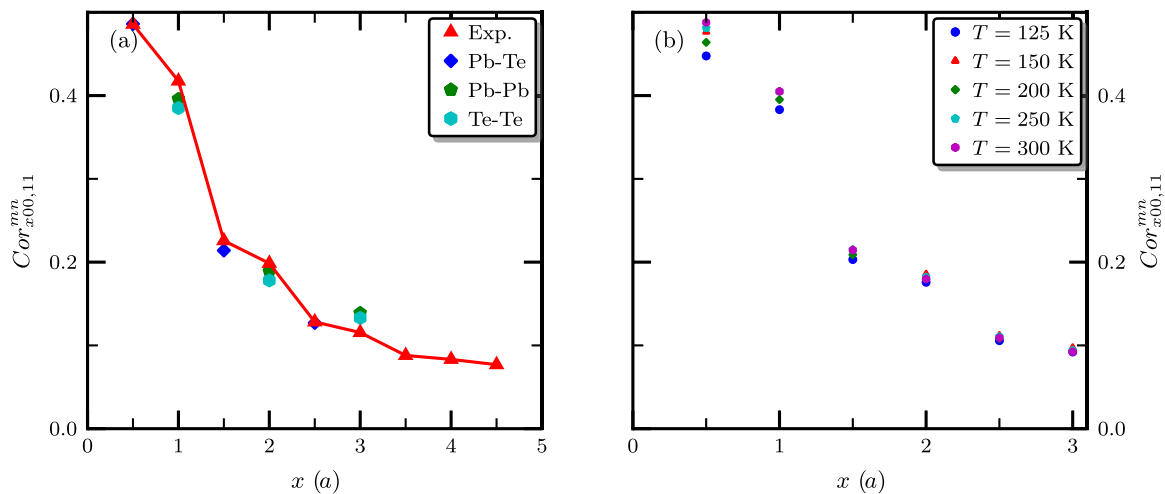 (a)
Exp.
Pb-Te
Pb-Pb
Te-Te
0.4
0.2
0.0
0 1 2 3 4 5
x (a)
Cor^{mn}_{x00,11}
(b)
T = 125 K
T = 150 K
T = 200 K
T = 250 K
T = 300 K
0.4
0.2
0.0
0 1 2 3
x (a)
Cor^{mn}_{x00,11}